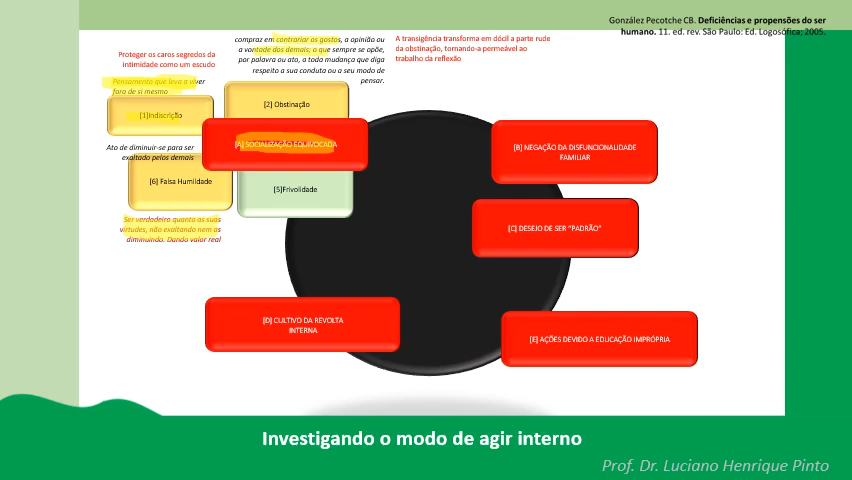 González Pecotche CB. Deficiências e propensões do ser
humano. 11. ed. rev. São Paulo: Ed. Logosófica; 2005.
compraz em contrariar os gostos, a opinião ou
a vontade dos demais; o que sempre se opõe,
por palavra ou ato, a toda mudança que diga
respeito a sua conduta ou a seu modo de
pensar.
A transigência transforma em dócil a parte rude
da obstinação, tornando-a permeável ao
trabalho da reflexão
Proteger os caros segredos da
intimidade como um escudo
Pensamento que leva a viver
fora de si mesmo
[1]Indiscrição
[2] Obstinação
[A] SOCIALIZAÇÃO EQUIVOCADA
[B] NEGAÇÃO DA DISFUNCIONALIDADE
FAMILIAR
Ato de diminuir-se para ser
exaltado pelos demais
[6] Falsa Humildade
[5]Frivolidade
Ser verdadeiro quanto as suas
virtudes, não exaltando nem as
diminuindo. Dando valor real
[C] DESEJO DE SER “PADRÃO”
[D] CULTIVO DA REVOLTA
INTERNA
[E] AÇÕES DEVIDO A EDUCAÇÃO IMPRÓPRIA
Investigando o modo de agir interno
Prof. Dr. Luciano Henrique Pinto